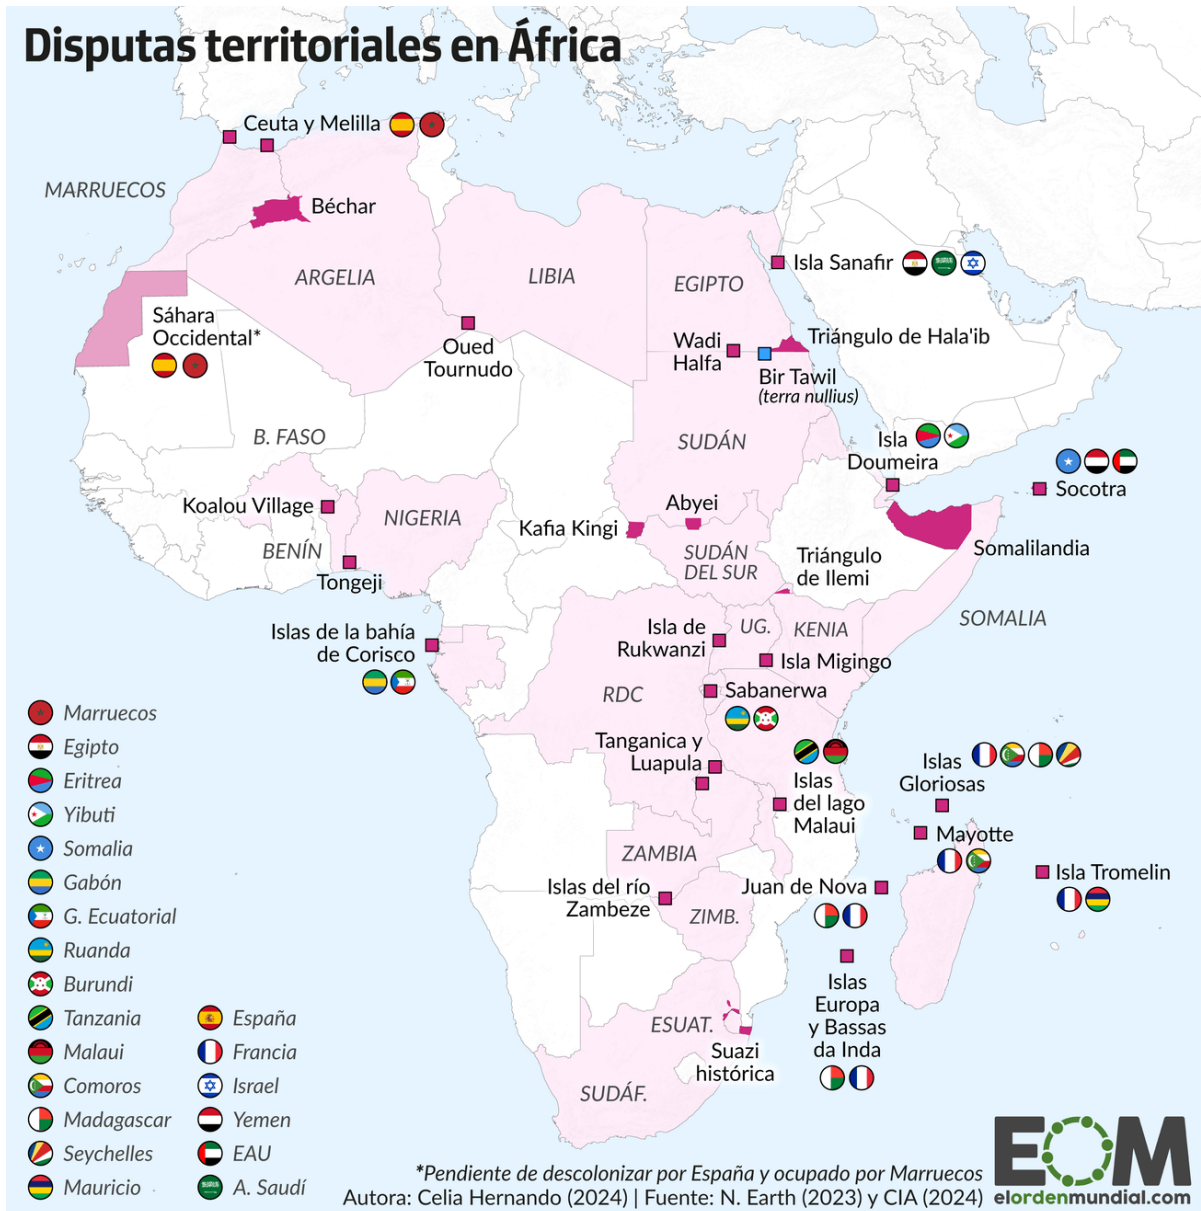 Disputas territoriales en África
Ceuta y Melilla
MARRUECOS
Béchar
ARGELIA
LIBIA
EGIPTO
Isla Sanafir
Sáhara
Occidental*
Oued
Tournudo
Wadi
Halfa
Triángulo de Hala'ib
Bir Tawil
(terra nullius)
B. FASO
SUDÁN
Isla
Doumeira
Socotra
Koalou Village
NIGERIA
Abyei
Kafia Kingi
BENÍN
Tongeji
SUDÁN
DEL SUR
Triángulo
de Ilemi
Somalilandia
SOMALIA
Islas de la bahía
de Corisco
Isla de
Rukwanzi
UG.
KENIA
Isla Migingo
RDC
Sabanerwa
Tanganica y
Luapula
Islas
del lago
Malaui
Islas
Gloriosas
Mayotte
ZAMBIA
Isla Tromelin
Islas del río
Zambeze
Juan de Nova
ZIMB.
Islas
Europa
y Bassas
da Inda
ESUAT.
Suazi
histórica
SUDÁF.
Marruecos
Egipto
Eritrea
Yibuti
Somalia
Gabón
G. Ecuatorial
Ruanda
Burundi
Tanzania
Malaui
Comoros
Madagascar
Seychelles
Mauricio
España
Francia
Israel
Yemen
EAU
A. Saudí
*Pendiente de descolonizar por España y ocupado por Marruecos
Autora: Celia Hernando (2024) | Fuente: N. Earth (2023) y CIA (2024)
EOM
elordenmundial.com